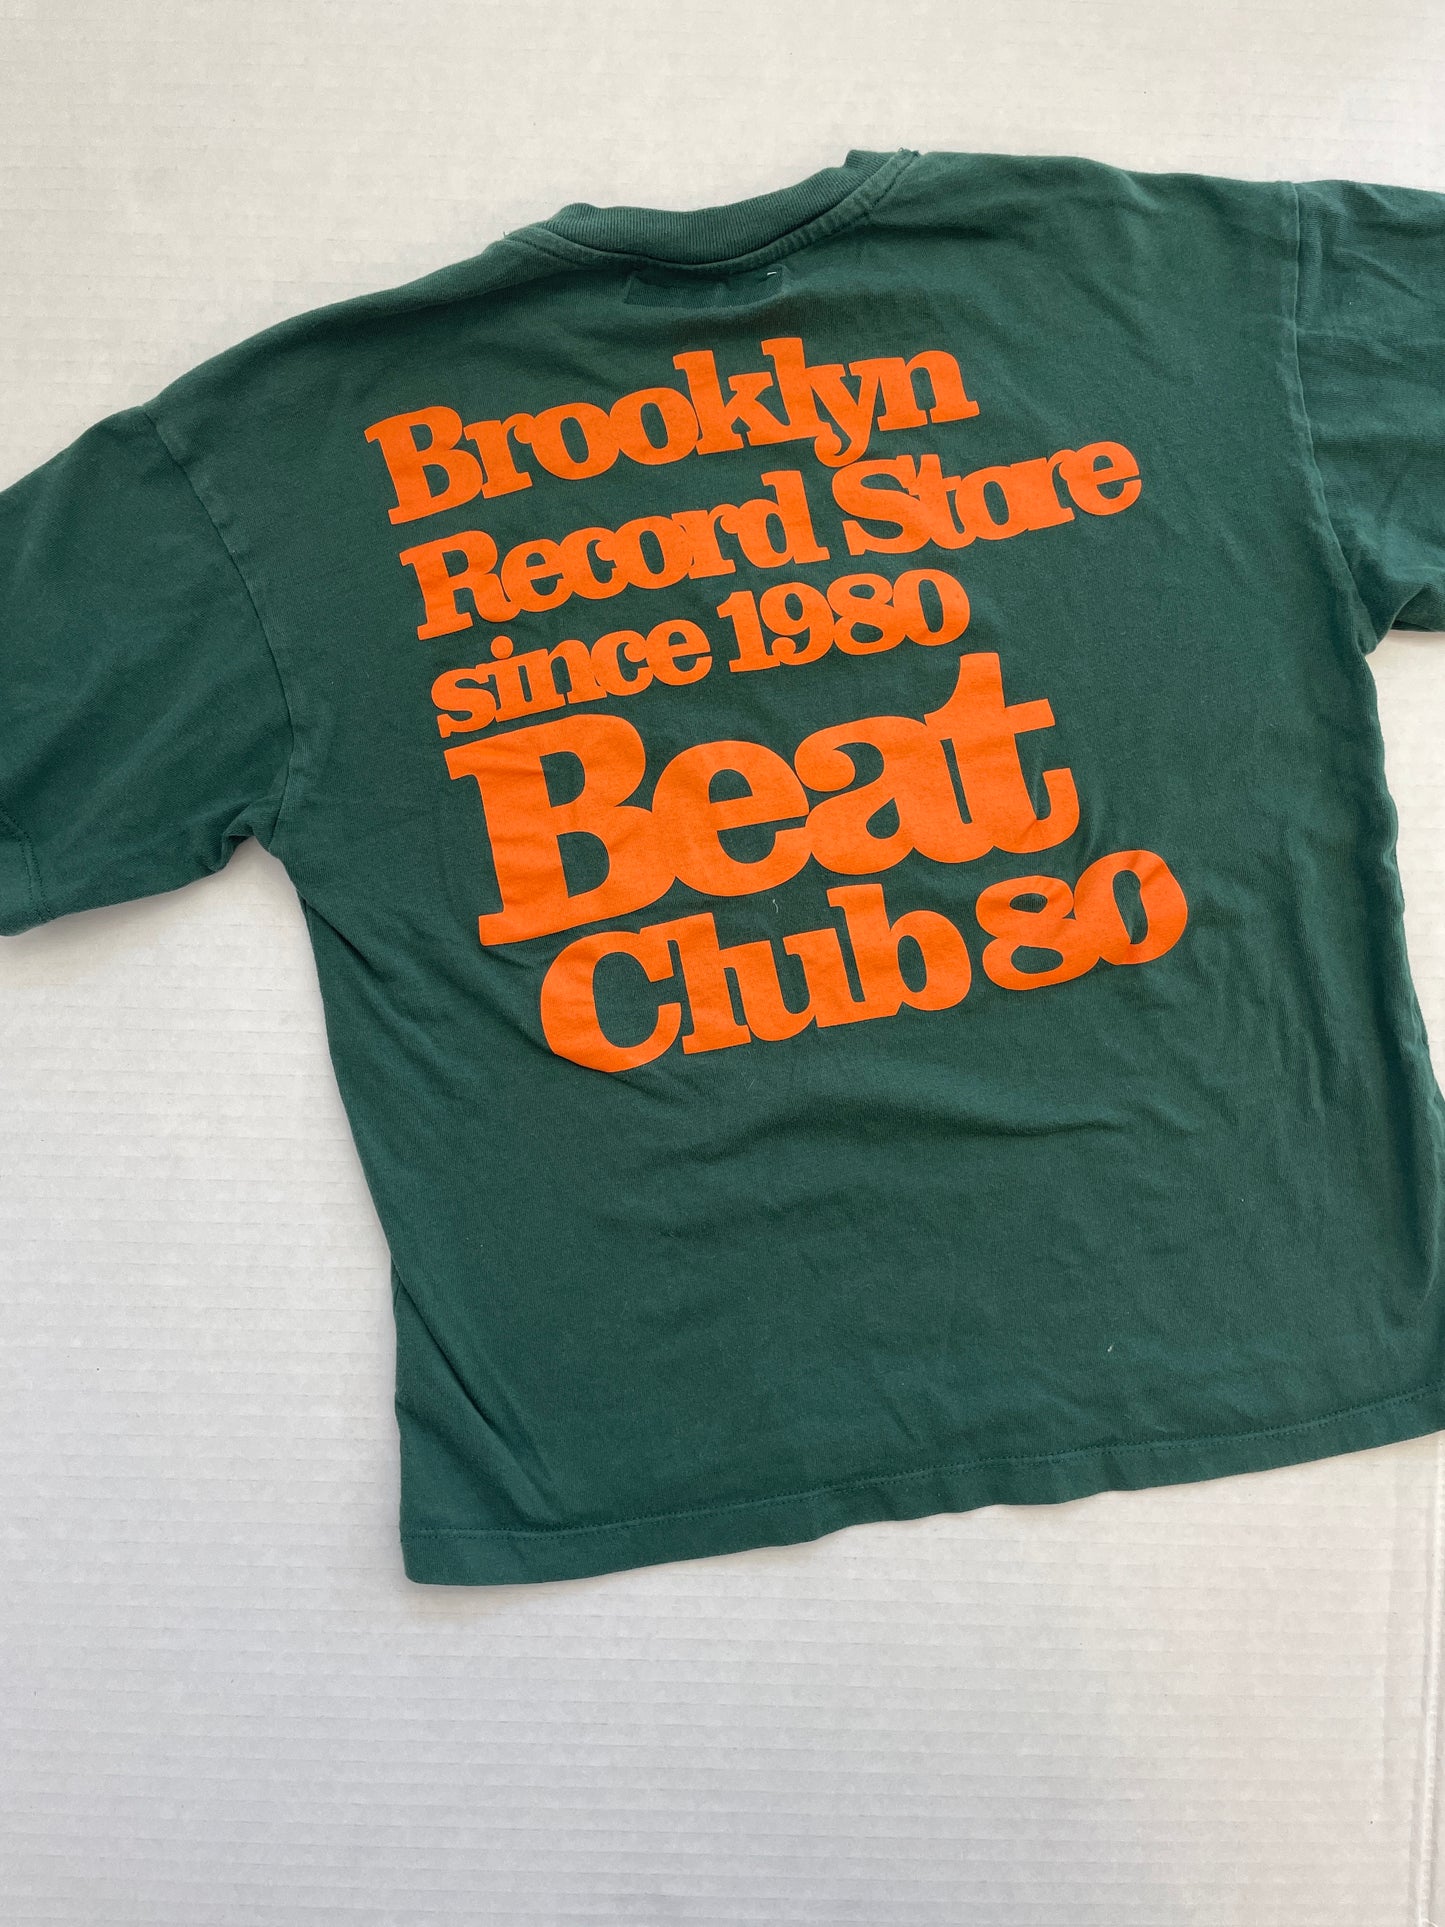 Brooklyn
Record Store
since 1980
Beat
Club 80